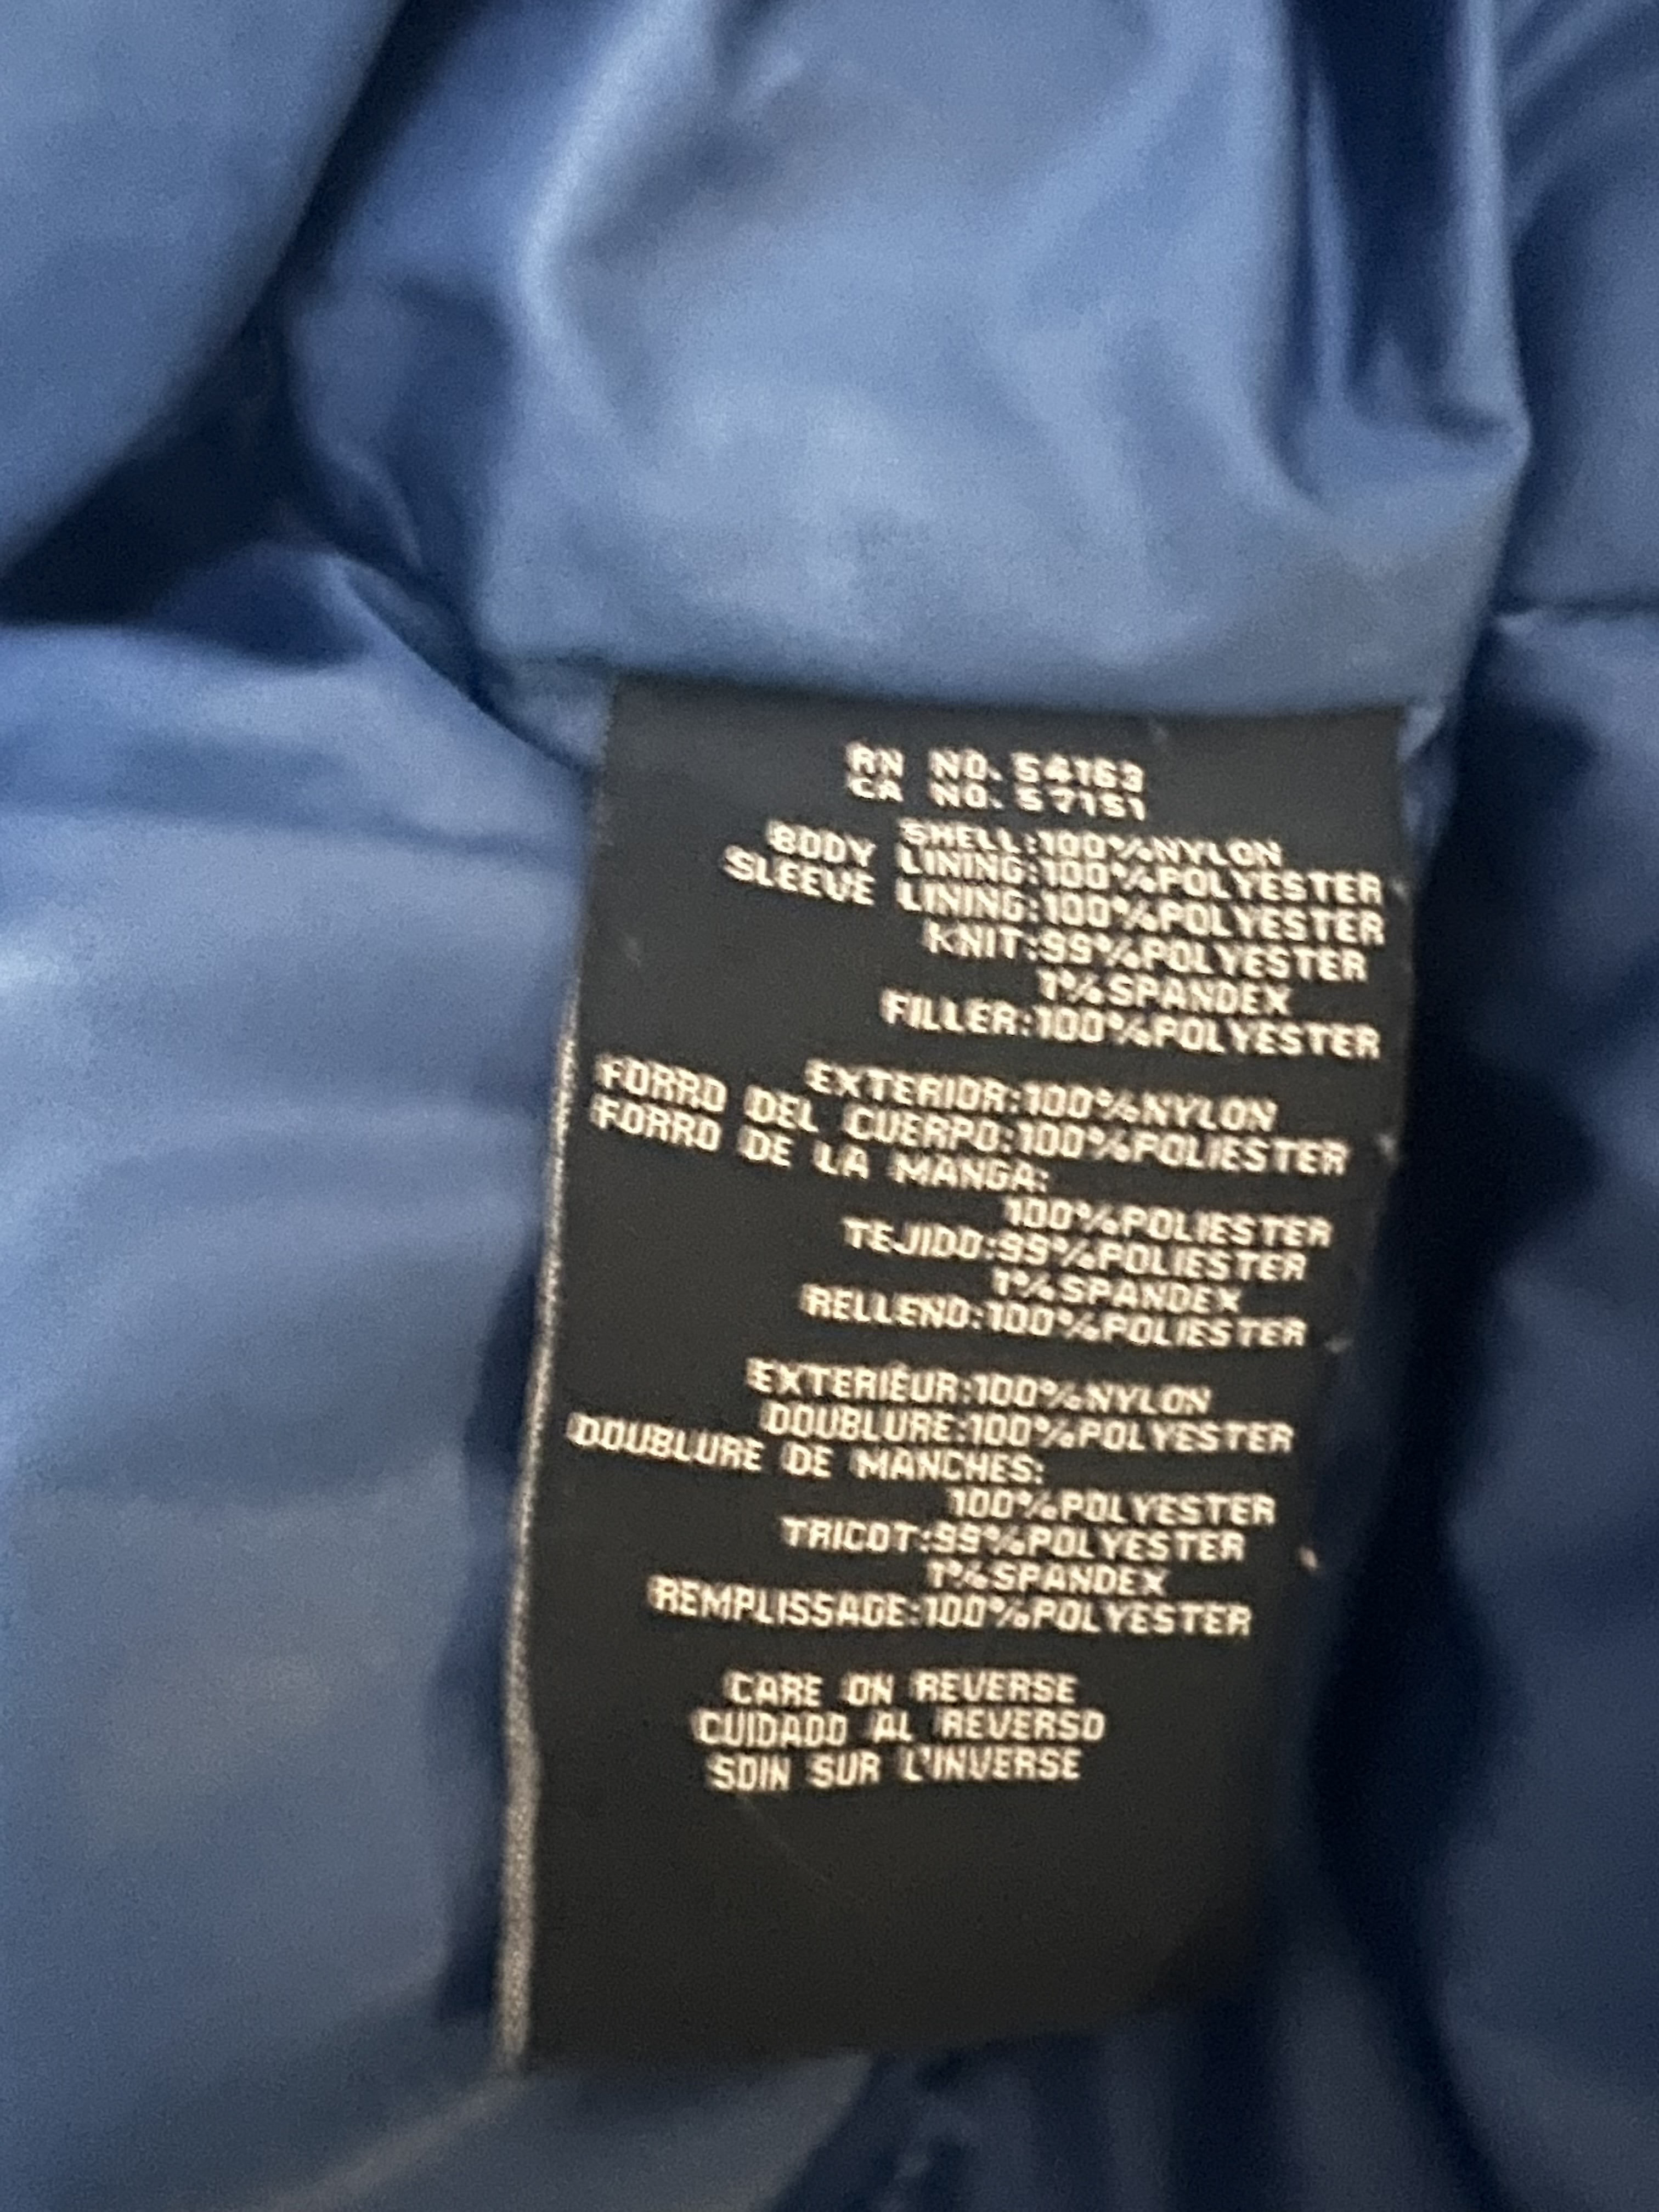 RN NO. 54163
CA NO. 57151
SHELL:100%NYLON
BODY LINING:100%POLYESTER
SLEEVE LINING:100%POLYESTER
KNIT:99%POLYESTER
1%SPANDEX
FILLER:100%POLYESTER
EXTERIOR:100%NYLON
FORRO DEL CUERPO:100%POLIESTER
FORRO DE LA MANGA:
100%POLIESTER
TEJIDO:99%POLIESTER
1%SPANDEX
RELLENO:100%POLIESTER
EXTERIÉUR:100%NYLON
DOUBLURE:100%POLYESTER
DOUBLURE DE MANCHES:
100%POLYESTER
TRICOT:99%POLYESTER
1%SPANDEX
REMPLISSAGE:100%POLYESTER
CARE ON REVERSE
CUIDADO AL REVERSO
SOIN SUR L'INVERSE